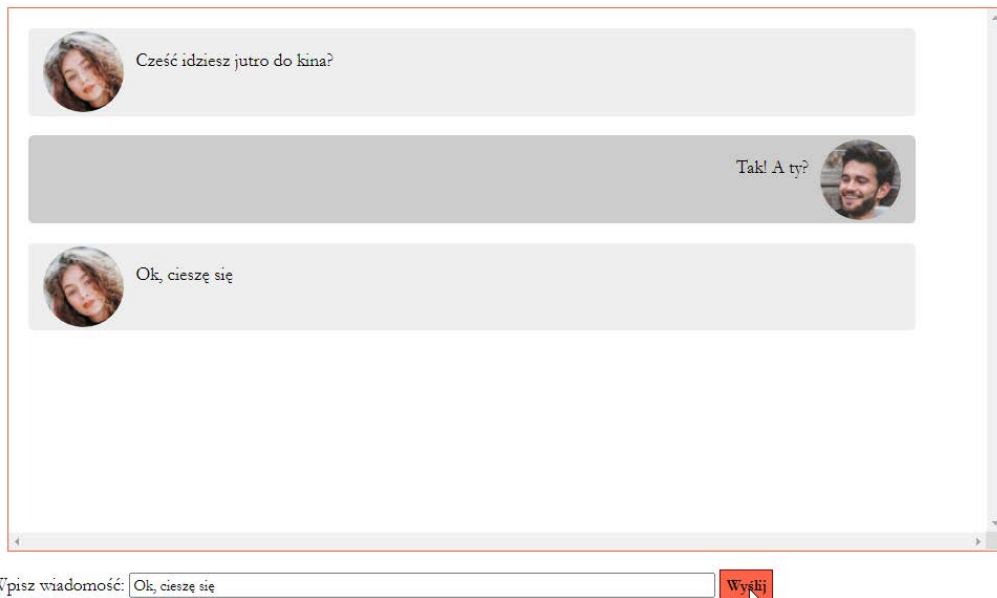 Cześć idziesz jutro do kina?
Tak! A ty?
Ok, cieszę się
Wpisz wiadomość: Ok, cieszę się Wyślij